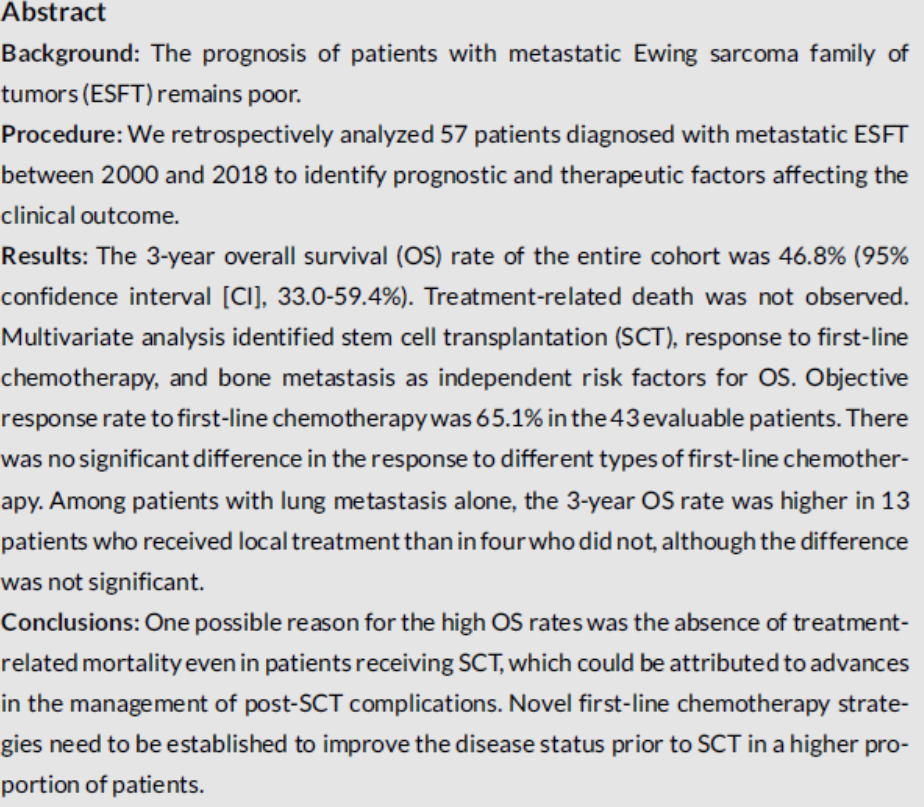 Abstract
Background: The prognosis of patients with metastatic Ewing sarcoma family of
tumors (ESFT) remains poor.
Procedure: We retrospectively analyzed 57 patients diagnosed with metastatic ESFT
between 2000 and 2018 to identify prognostic and therapeutic factors affecting the
clinical outcome.
Results: The 3-year overall survival (OS) rate of the entire cohort was 46.8% (95%
confidence interval [CI], 33.0-59.4%). Treatment-related death was not observed.
Multivariate analysis identified stem cell transplantation (SCT), response to first-line
chemotherapy, and bone metastasis as independent risk factors for OS. Objective
response rate to first-line chemotherapy was 65.1% in the 43 evaluable patients. There
was no significant difference in the response to different types of first-line chemother-
apy. Among patients with lung metastasis alone, the 3-year OS rate was higher in 13
patients who received local treatment than in four who did not, although the difference
was not significant.
Conclusions: One possible reason for the high OS rates was the absence of treatment-
related mortality even in patients receiving SCT, which could be attributed to advances
in the management of post-SCT complications. Novel first-line chemotherapy strate-
gies need to be established to improve the disease status prior to SCT in a higher pro-
portion of patients.